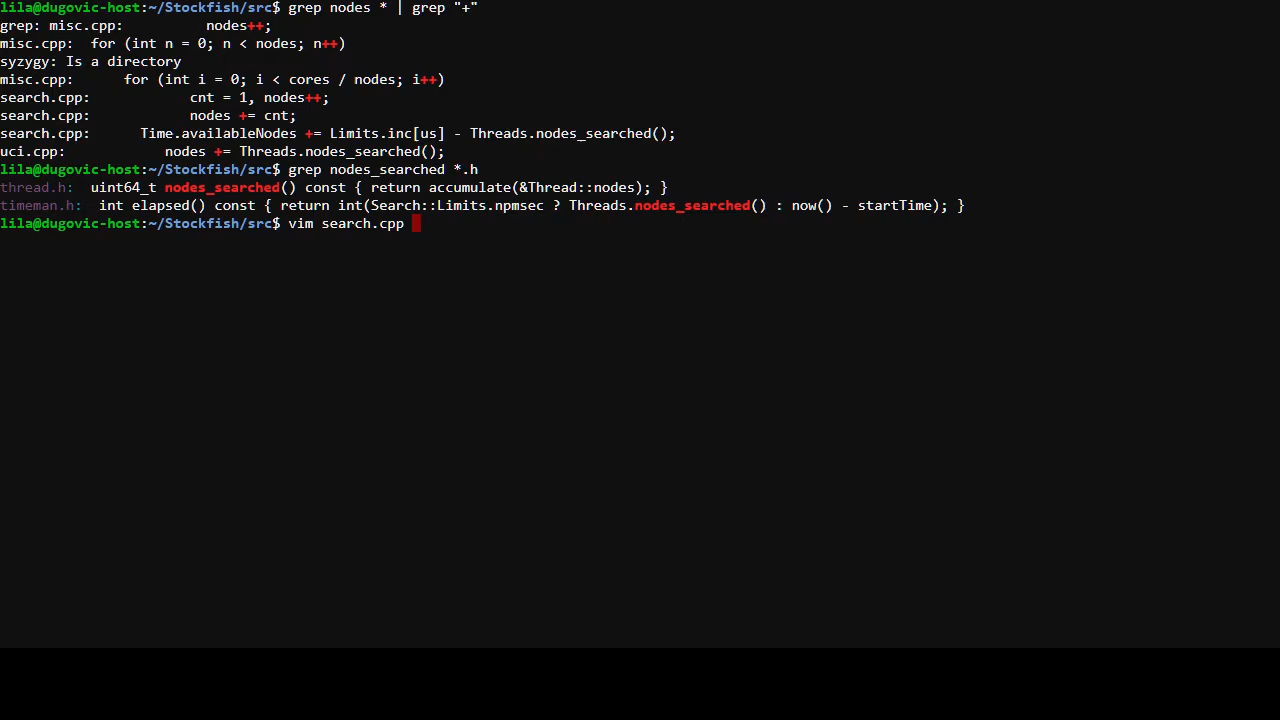 lila@dugovic-host:~/Stockfish/src$ grep nodes * | grep "+"
grep: misc.cpp:          nodes++;
misc.cpp:  for (int n = 0; n < nodes; n++)
syzygy: Is a directory
misc.cpp:      for (int i = 0; i < cores / nodes; i++)
search.cpp:            cnt = 1, nodes++;
search.cpp:            nodes += cnt;
search.cpp:      Time.availableNodes += Limits.inc[us] - Threads.nodes_searched();
uci.cpp:            nodes += Threads.nodes_searched();
lila@dugovic-host:~/Stockfish/src$ grep nodes_searched *.h
thread.h:  uint64_t nodes_searched() const { return accumulate(&Thread::nodes); }
timeman.h:  int elapsed() const { return int(Search::Limits.npmsec ? Threads.nodes_searched() : now() - startTime); }
lila@dugovic-host:~/Stockfish/src$ vim search.cpp